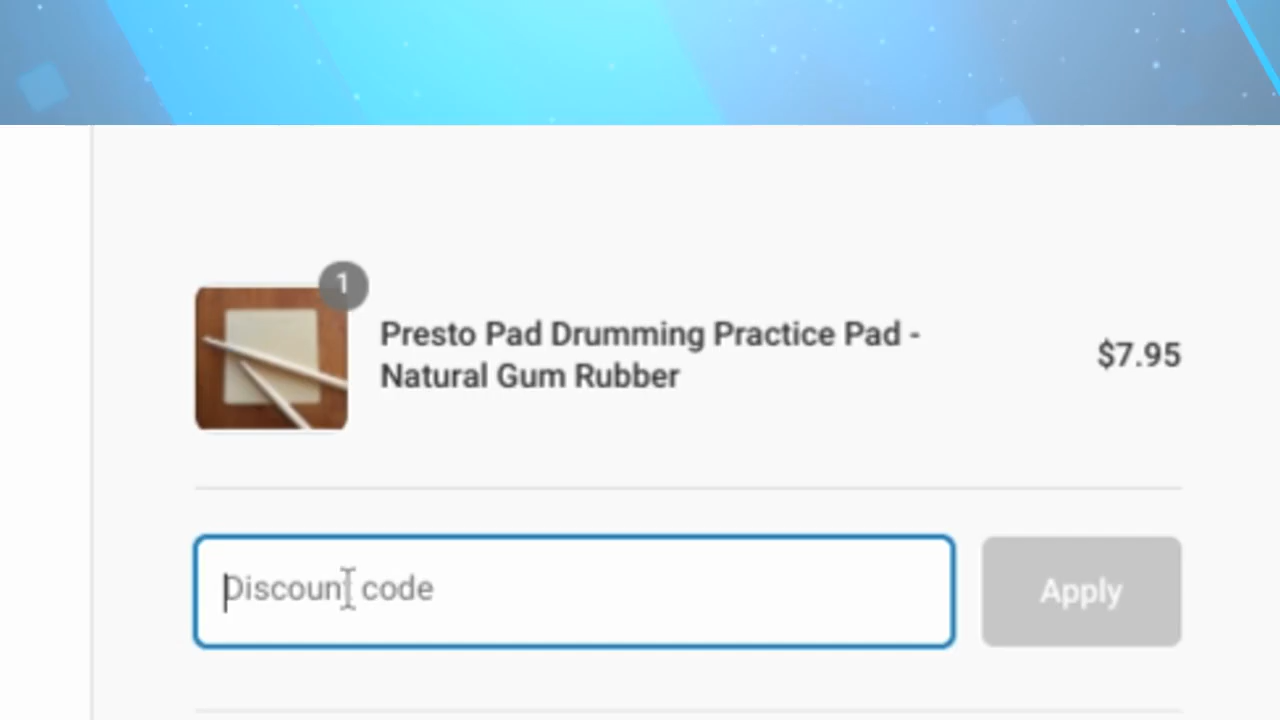 1
Presto Pad Drumming Practice Pad -
Natural Gum Rubber
$7.95
Discount code
Apply